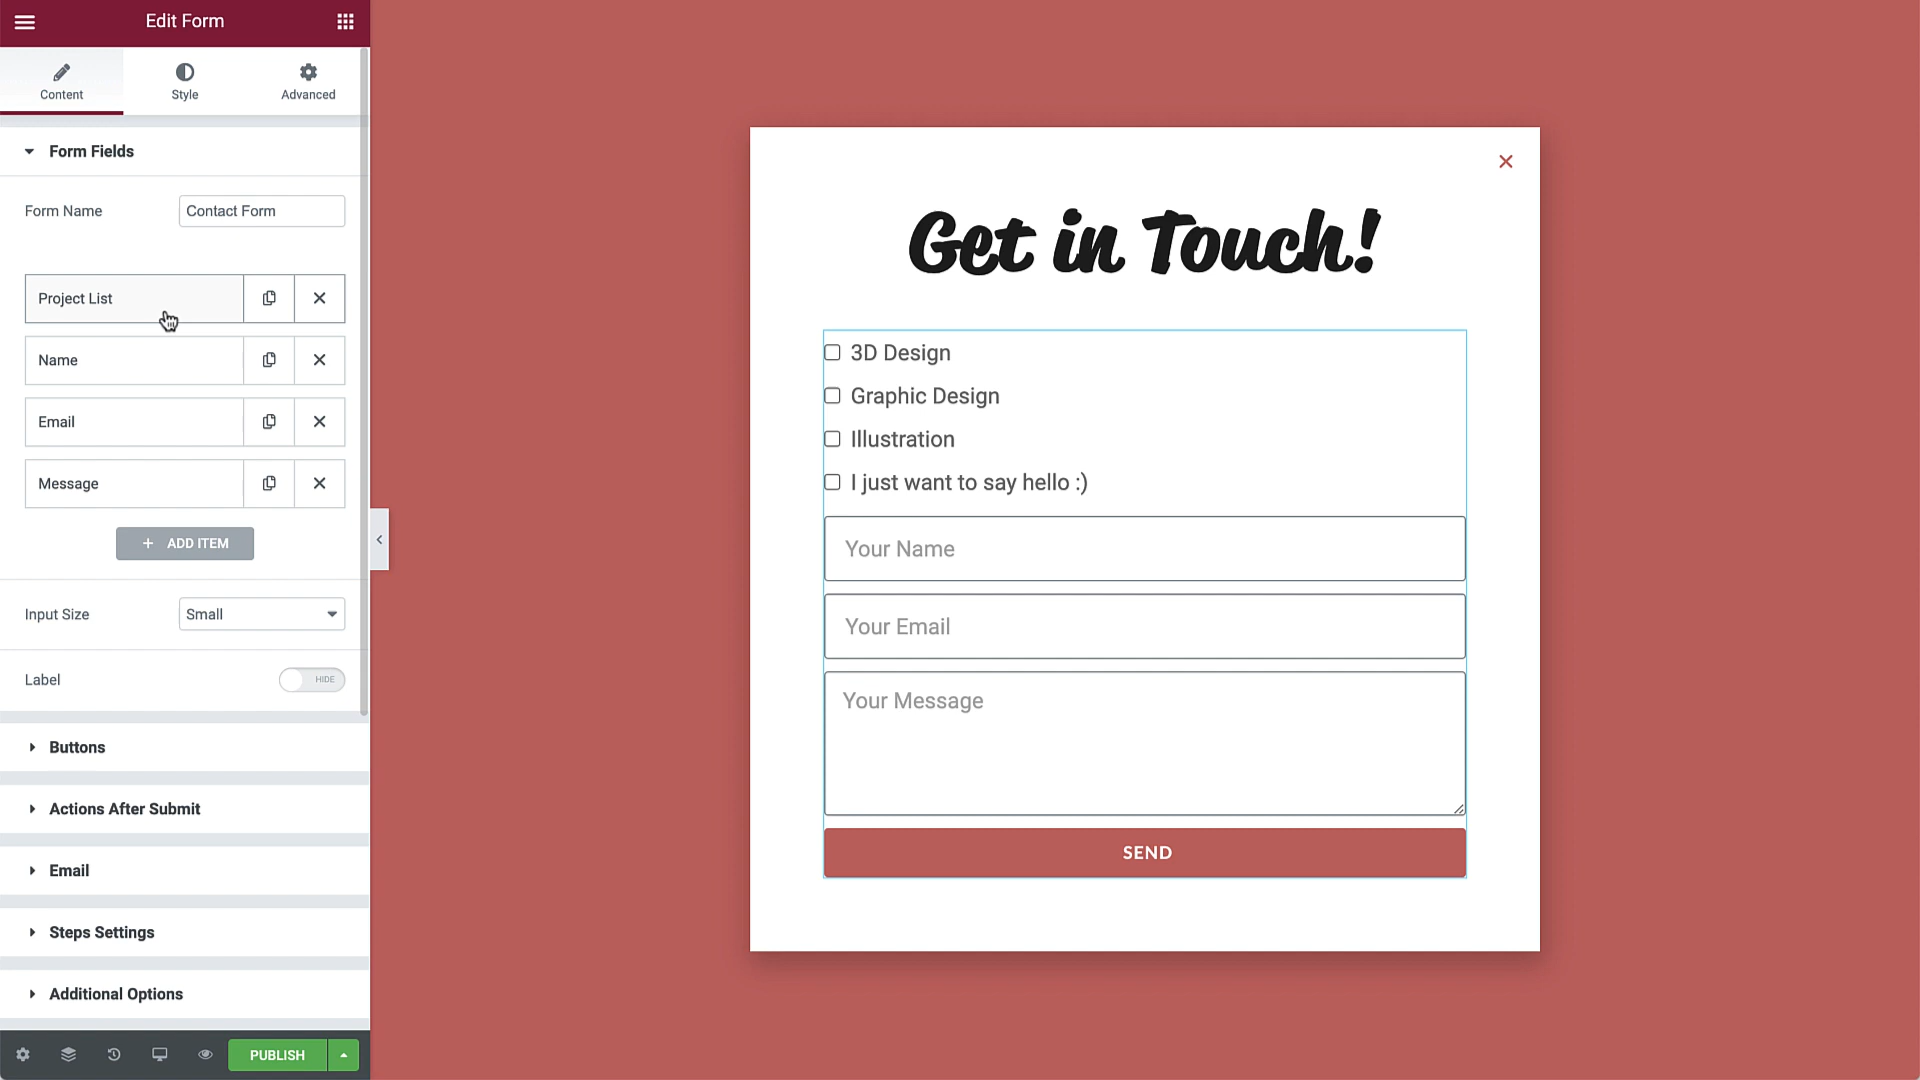 Edit Form
Content
Style
Advanced
Form Fields
Form Name
Contact Form
Project List
Name
Email
Message
+ ADD ITEM
Input Size
Small
Label
HIDE
Buttons
Actions After Submit
Email
Steps Settings
Additional Options
PUBLISH
Get in Touch!
3D Design
Graphic Design
Illustration
I just want to say hello :)
Your Name
Your Email
Your Message
SEND